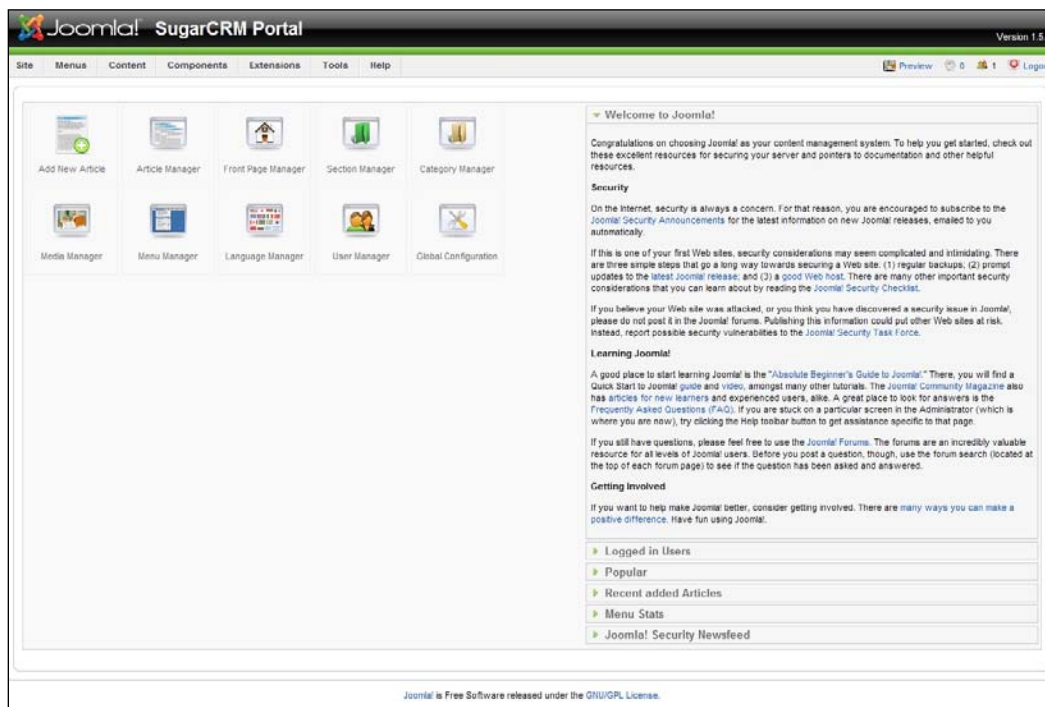 Joomla! SugarCRM Portal
Version 1.5.
Site Menus Content Components Extensions Tools Help Preview 0 1 Logo
Add New Article Article Manager Front Page Manager Section Manager Category Manager
Media Manager Menu Manager Language Manager User Manager Global Configuration
Welcome to Joomla!
Congratulations on choosing Joomla! as your content management system. To help you get started, check out
these excellent resources for securing your server and pointers to documentation and other helpful
resources.
Security
On the Internet, security is always a concern. For that reason, you are encouraged to subscribe to the
Joomla! Security Announcements for the latest information on new Joomla! releases, emailed to you
automatically.
If this is one of your first Web sites, security considerations may seem complicated and intimidating. There
are three simple steps that go a long way towards securing a Web site: (1) regular backups; (2) prompt
updates to the latest Joomla! release; and (3) a good Web host. There are many other important security
considerations that you can learn about by reading the Joomla! Security Checklist.
If you believe your Web site was attacked, or you think you have discovered a security issue in Joomla!,
please do not post it in the Joomla! forums. Publishing this information could put other Web sites at risk.
Instead, report possible security vulnerabilities to the Joomla! Security Task Force.
Learning Joomla!
A good place to start learning Joomla! is the "Absolute Beginner's Guide to Joomla!." There, you will find a
Quick Start to Joomla! guide and video, amongst many other tutorials. The Joomla! Community Magazine also
has articles for new learners and experienced users, alike. A great place to look for answers is the
Frequently Asked Questions (FAQ). If you are stuck on a particular screen in the Administrator (which is
where you are now), try clicking the Help toolbar button to get assistance specific to that page.
If you still have questions, please feel free to use the Joomla! Forums. The forums are an incredibly valuable
resource for all levels of Joomla! users. Before you post a question, though, use the forum search (located at
the top of each forum page) to see if the question has been asked and answered.
Getting Involved
If you want to help make Joomla! better, consider getting involved. There are many ways you can make a
positive difference. Have fun using Joomla!.
Logged in Users
Popular
Recent added Articles
Menu Stats
Joomla! Security Newsfeed
Joomla! is Free Software released under the GNU/GPL License.